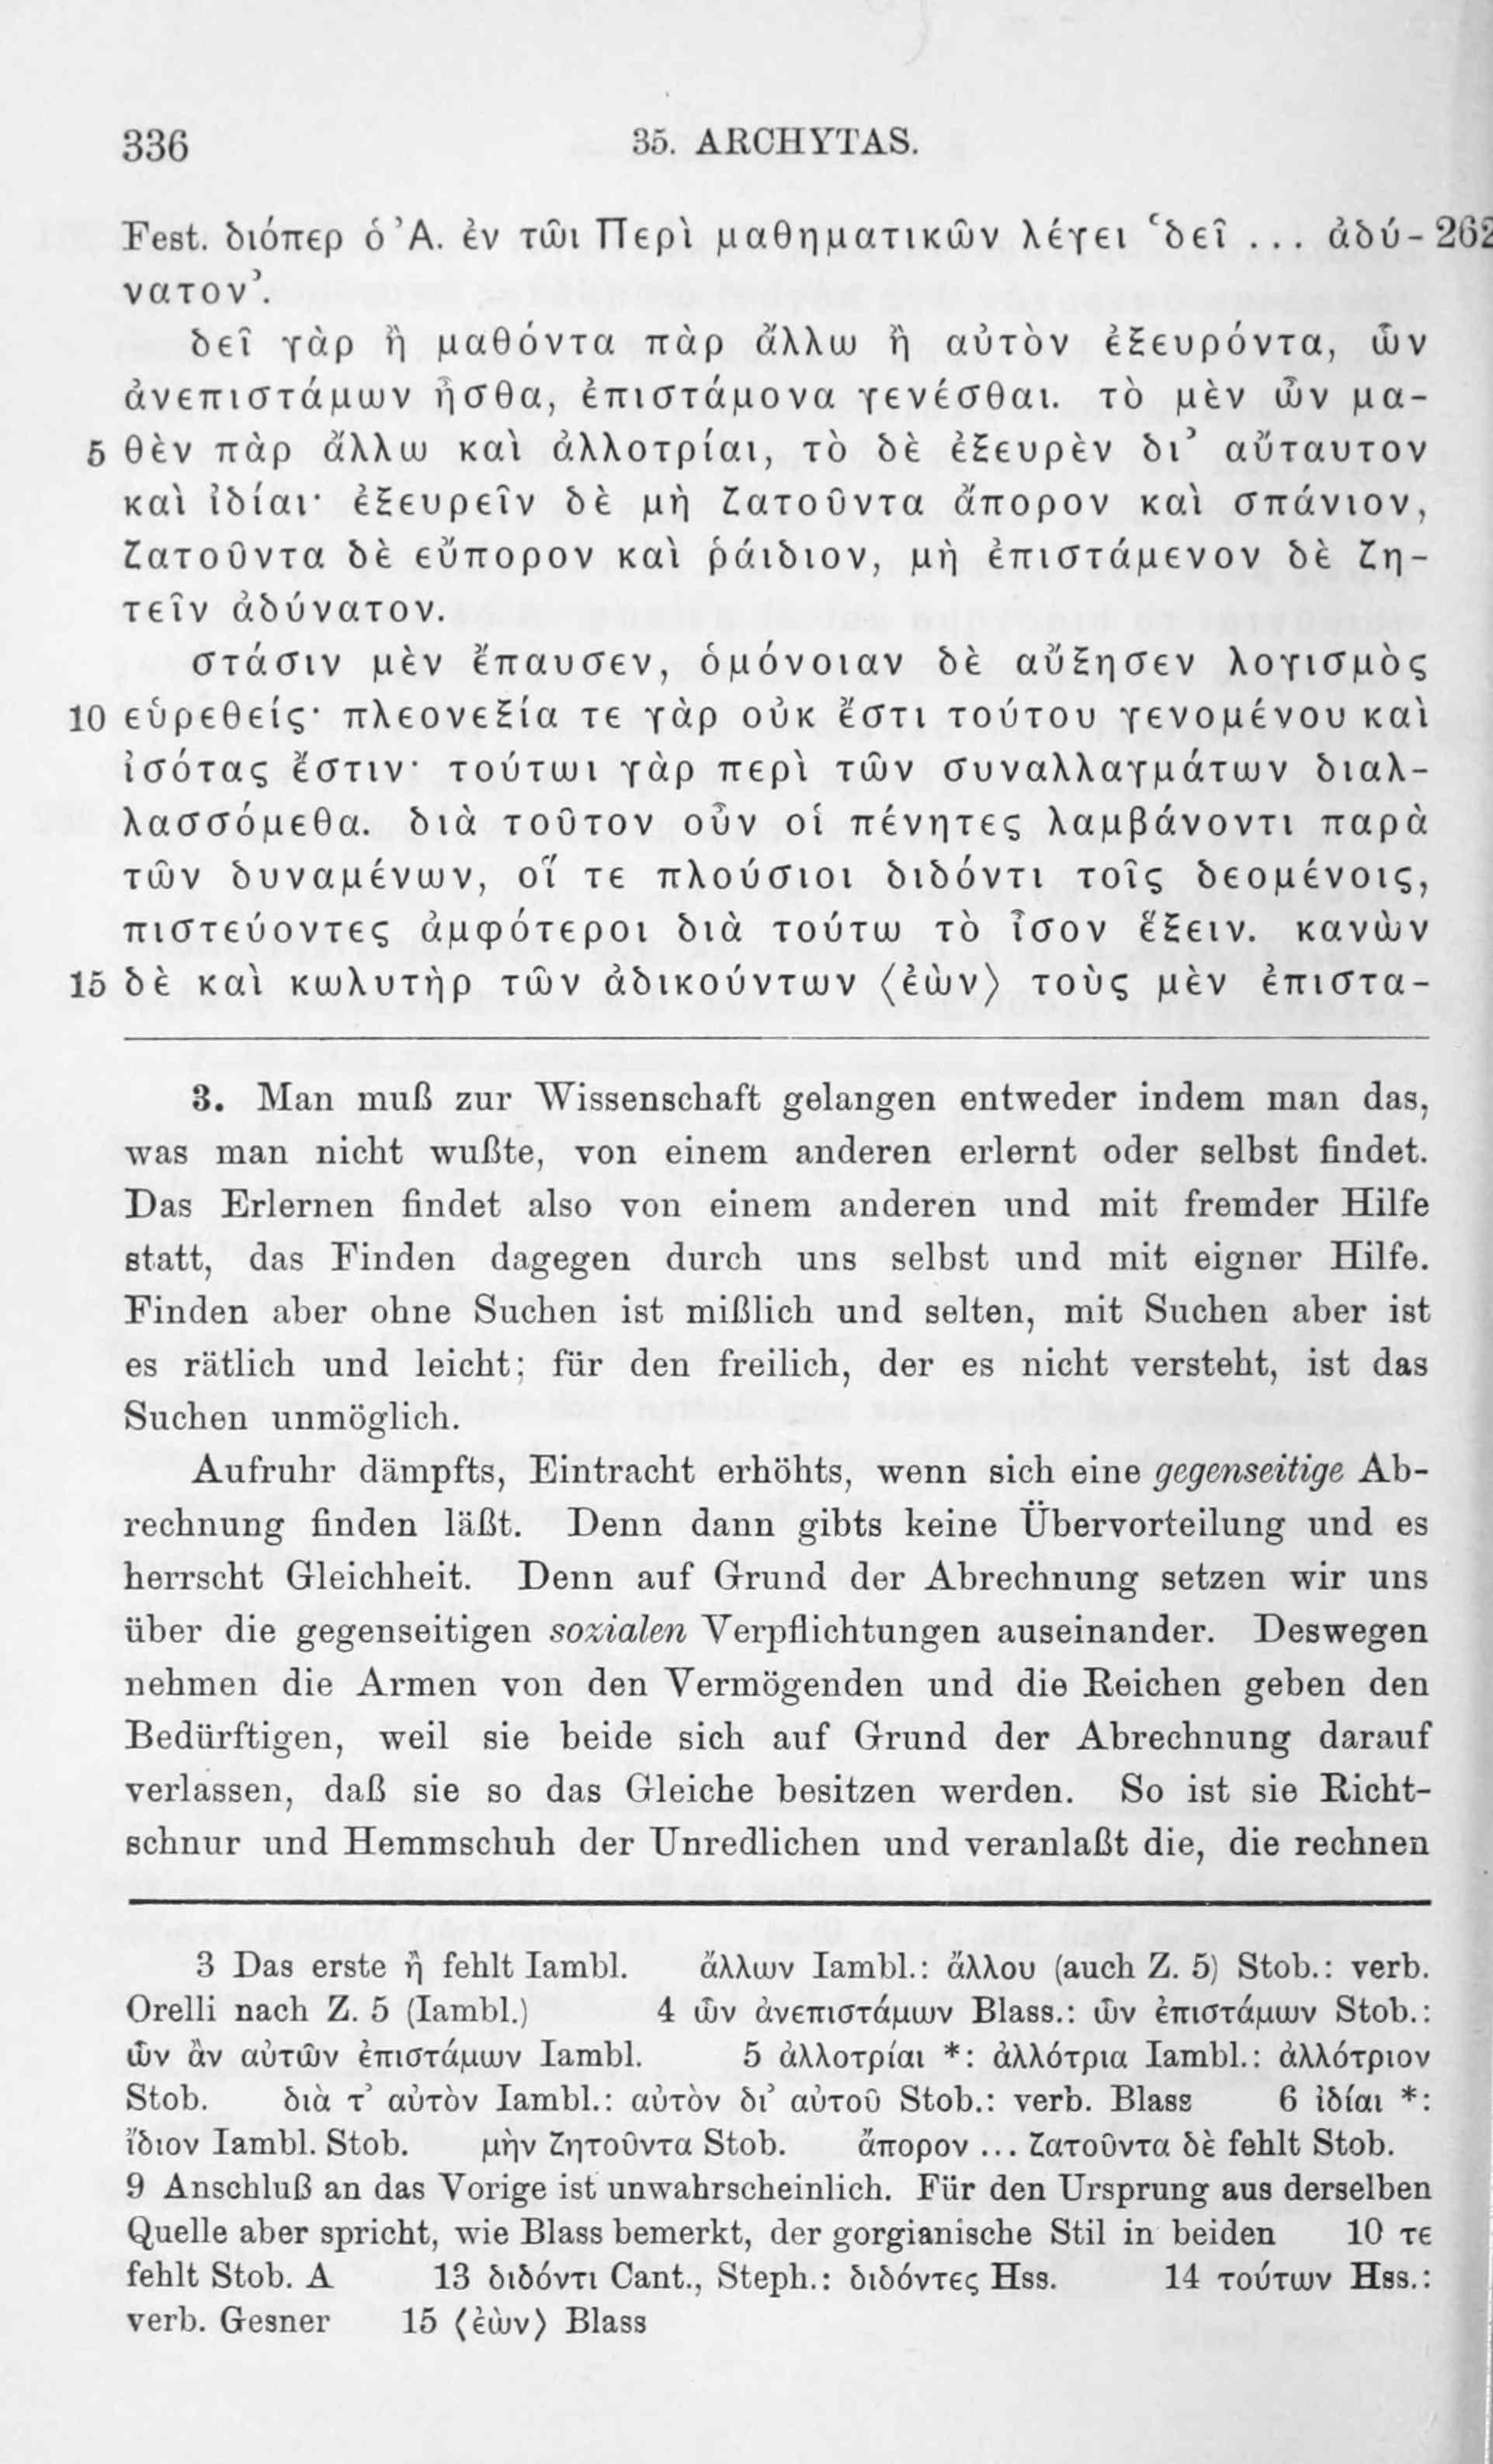 336 35. ARCHYTAS.
Fest. διόπερ ὁ Ἀ. ἐν τῶι Περὶ μαθηματικῶν λέγει ‘δεῖ ... ἀδύ- 262
νατον’.
δεῖ γὰρ ἢ μαθόντα πὰρ ἄλλω ἢ αὐτὸν ἐξευρόντα, ὧν
ἀνεπιστάμων ἦσθα, ἐπιστάμονα γενέσθαι. τὸ μὲν ὦν μα-
5 θὲν πὰρ ἄλλω καὶ ἀλλοτρίαι, τὸ δὲ ἐξευρὲν δι’ αὔταυτον
καὶ ἰδίαι· ἐξευρεῖν δὲ μὴ ζατοῦντα ἄπορον καὶ σπάνιον,
ζατοῦντα δὲ εὔπορον καὶ ῥάιδιον, μὴ ἐπιστάμενον δὲ ζη-
τεῖν ἀδύνατον.
στάσιν μὲν ἔπαυσεν, ὁμόνοιαν δὲ αὔξησεν λογισμὸς
10 εὑρεθείς· πλεονεξία τε γὰρ οὐκ ἔστι τούτου γενομένου καὶ
ἰσότας ἔστιν· τούτωι γὰρ περὶ τῶν συναλλαγμάτων διαλ-
λασσόμεθα. διὰ τοῦτον οὖν οἱ πένητες λαμβάνοντι παρὰ
τῶν δυναμένων, οἵ τε πλούσιοι διδόντι τοῖς δεομένοις,
πιστεύοντες ἀμφότεροι διὰ τούτω τὸ ἶσον ἕξειν. κανὼν
15 δὲ καὶ κωλυτὴρ τῶν ἀδικούντων ⟨ἐὼν⟩ τοὺς μὲν ἐπιστα-
3. Man muß zur Wissenschaft gelangen entweder indem man das,
was man nicht wußte, von einem anderen erlernt oder selbst findet.
Das Erlernen findet also von einem anderen und mit fremder Hilfe
statt, das Finden dagegen durch uns selbst und mit eigner Hilfe.
Finden aber ohne Suchen ist mißlich und selten, mit Suchen aber ist
es rätlich und leicht; für den freilich, der es nicht versteht, ist das
Suchen unmöglich.
Aufruhr dämpfts, Eintracht erhöhts, wenn sich eine gegenseitige Ab-
rechnung finden läßt. Denn dann gibts keine Übervorteilung und es
herrscht Gleichheit. Denn auf Grund der Abrechnung setzen wir uns
über die gegenseitigen sozialen Verpflichtungen auseinander. Deswegen
nehmen die Armen von den Vermögenden und die Reichen geben den
Bedürftigen, weil sie beide sich auf Grund der Abrechnung darauf
verlassen, daß sie so das Gleiche besitzen werden. So ist sie Richt-
schnur und Hemmschuh der Unredlichen und veranlaßt die, die rechnen
3 Das erste ἢ fehlt Iambl. ἄλλων Iambl.: ἄλλου (auch Z. 5) Stob.: verb.
Orelli nach Z. 5 (Iambl.) 4 ὧν ἀνεπιστάμων Blass.: ὧν ἐπιστάμων Stob.:
ὧν ἂν αὐτῶν ἐπιστάμων Iambl. 5 ἀλλοτρίαι *: ἀλλότρια Iambl.: ἀλλότριον
Stob. διὰ τ’ αὐτὸν Iambl.: αὐτὸν δι’ αὐτοῦ Stob.: verb. Blass 6 ἰδίαι *:
ἴδιον Iambl. Stob. μὴν ζητοῦντα Stob. ἄπορον ... ζατοῦντα δὲ fehlt Stob.
9 Anschluß an das Vorige ist unwahrscheinlich. Für den Ursprung aus derselben
Quelle aber spricht, wie Blass bemerkt, der gorgianische Stil in beiden 10 τε
fehlt Stob. A 13 διδόντι Cant., Steph.: διδόντες Hss. 14 τούτων Hss.:
verb. Gesner 15 ⟨ἐὼν⟩ Blass